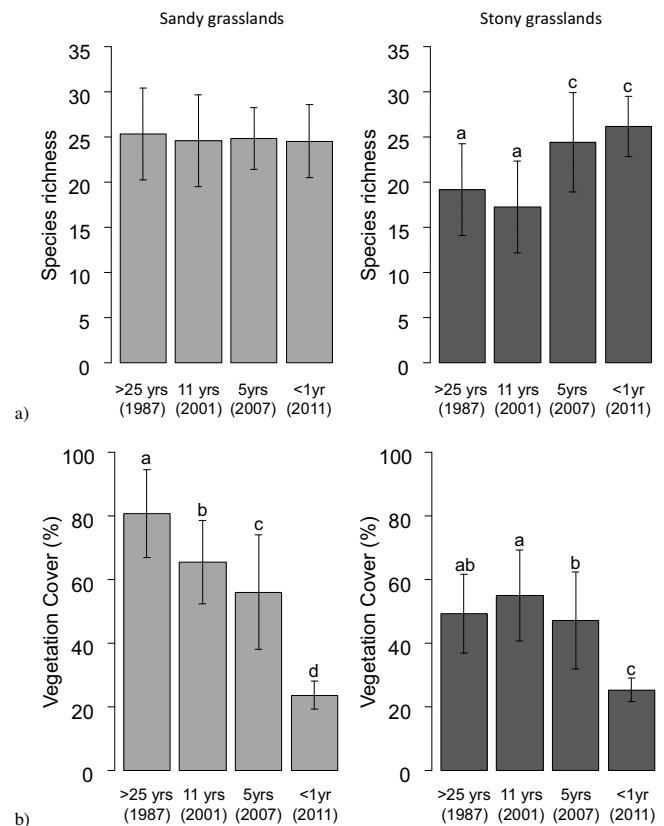 Sandy grasslands
Stony grasslands
35
30
25
20
15
10
5
0
Species richness
>25 yrs 11 yrs 5yrs <1yr
(1987) (2001) (2007) (2011)
35
30
25
20
15
10
5
0
Species richness
a
a
c
c
>25 yrs 11 yrs 5yrs <1yr
(1987) (2001) (2007) (2011)
a)
100
80
60
40
20
0
Vegetation Cover (%)
a
b
c
d
>25 yrs 11 yrs 5yrs <1yr
(1987) (2001) (2007) (2011)
100
80
60
40
20
0
Vegetation Cover (%)
ab
a
b
c
>25 yrs 11 yrs 5yrs <1yr
(1987) (2001) (2007) (2011)
b)